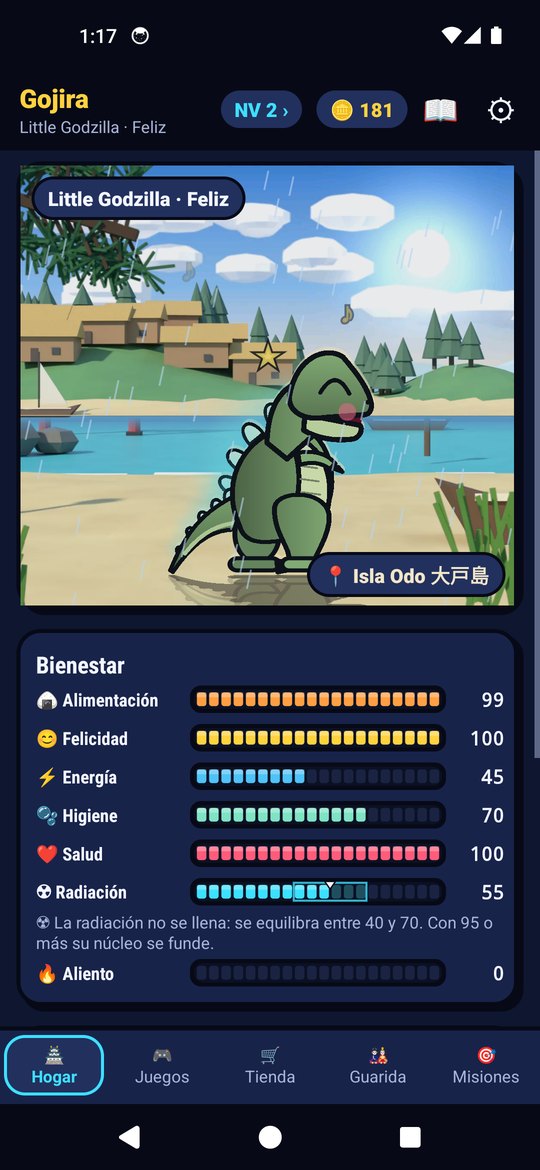 1:17
Gojira
Little Godzilla · Feliz
NV 2 ›
181
Little Godzilla · Feliz
Isla Odo 大戸島
Bienestar
Alimentación 99
Felicidad 100
Energía 45
Higiene 70
Salud 100
Radiación 55
☢ La radiación no se llena: se equilibra entre 40 y 70. Con 95 o
más su núcleo se funde.
Aliento 0
Hogar
Juegos
Tienda
Guarida
Misiones